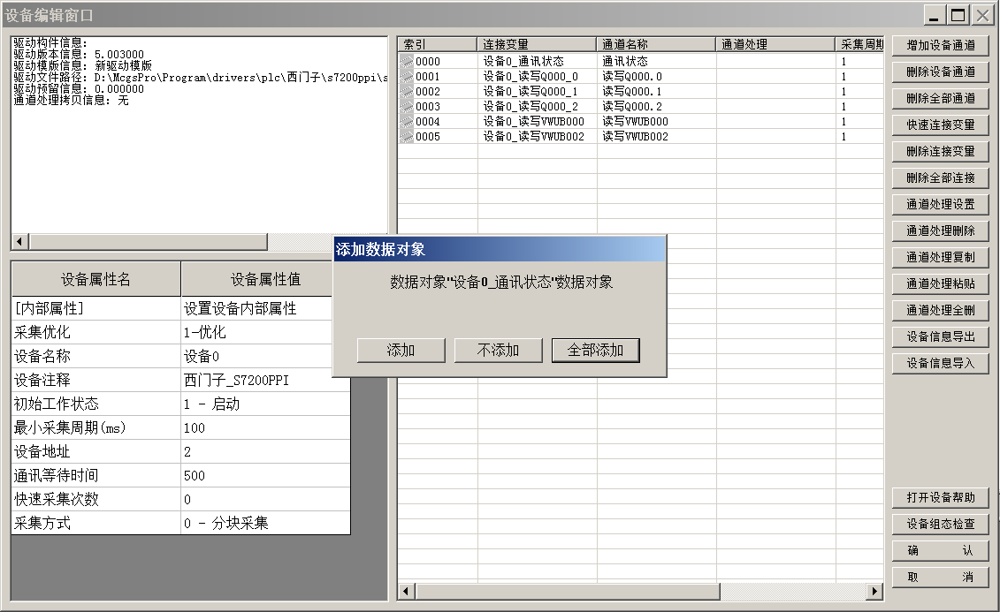 设备编辑窗口
驱动构件信息:
驱动版本信息: 5.003000
驱动模版信息: 新驱动模版
驱动文件路径: D:\McgsPro\Program\drivers\plc\西门子\s7200ppi\s
驱动预留信息: 0.000000
通道处理拷贝信息: 无
设备属性名 设备属性值
[内部属性] 设置设备内部属性
采集优化 1-优化
设备名称 设备0
设备注释 西门子_S7200PPI
初始工作状态 1 - 启动
最小采集周期(ms) 100
设备地址 2
通讯等待时间 500
快速采集次数 0
采集方式 0 - 分块采集
索引 连接变量 通道名称 通道处理 采集周期
0000 设备0_通讯状态 通讯状态 1
0001 设备0_读写Q000_0 读写Q000.0 1
0002 设备0_读写Q000_1 读写Q000.1 1
0003 设备0_读写Q000_2 读写Q000.2 1
0004 设备0_读写VWUB000 读写VWUB000 1
0005 设备0_读写VWUB002 读写VWUB002 1
添加数据对象
数据对象"设备0_通讯状态"数据对象
添加 不添加 全部添加
增加设备通道
删除设备通道
删除全部通道
快速连接变量
删除连接变量
删除全部连接
通道处理设置
通道处理删除
通道处理复制
通道处理粘贴
通道处理全删
设备信息导出
设备信息导入
打开设备帮助
设备组态检查
确 认
取 消